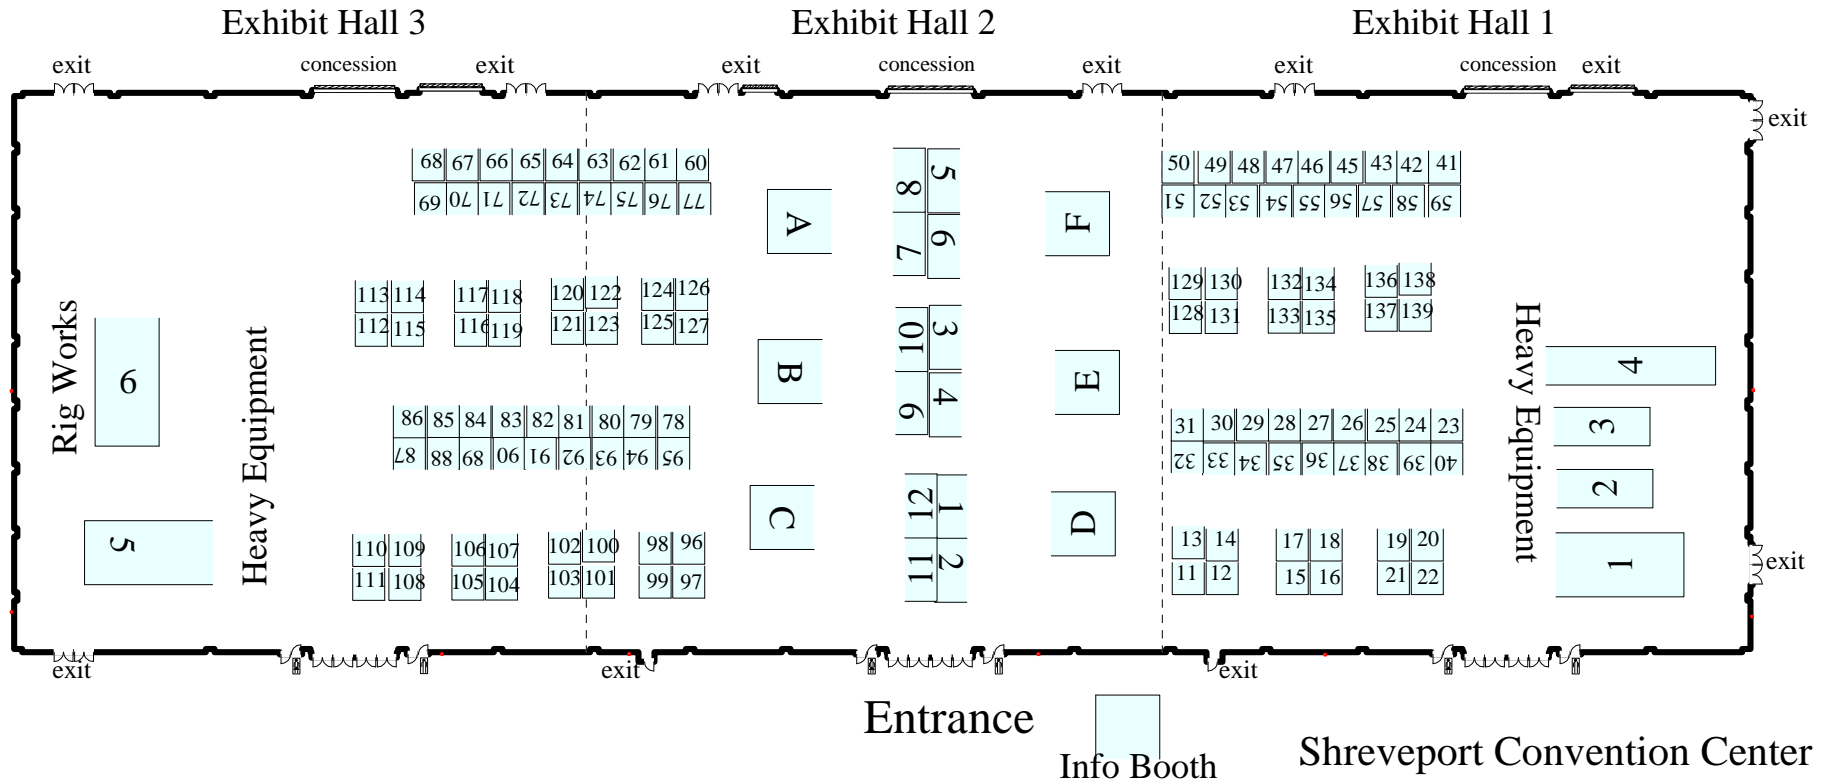 Exhibit Hall 3 Exhibit Hall 2 Exhibit Hall 1
exit concession exit exit concession exit exit concession exit
exit
68 67 66 65 64 63 62 61 60
69 70 71 72 73 74 75 76 77
A
8 5
7 6
F
50 49 48 47 46 45 43 42 41
51 52 53 54 55 56 57 58 59
113 114 117 118 120 122 124 126
112 115 116 119 121 123 125 127
129 130 132 134 136 138
128 131 133 135 137 139
Rig Works
6
Heavy Equipment
5
B
10 3
9 4
E
Heavy Equipment
4
3
2
1
86 85 84 83 82 81 80 79 78
87 88 89 90 91 92 93 94 95
31 30 29 28 27 26 25 24 23
32 33 34 35 36 37 38 39 40
C
12 1
11 2
D
110 109 106 107 102 100 98 96
111 108 105 104 103 101 99 97
13 14 17 18 19 20
11 12 15 16 21 22
exit
exit exit exit
Entrance
Info Booth
Shreveport Convention Center